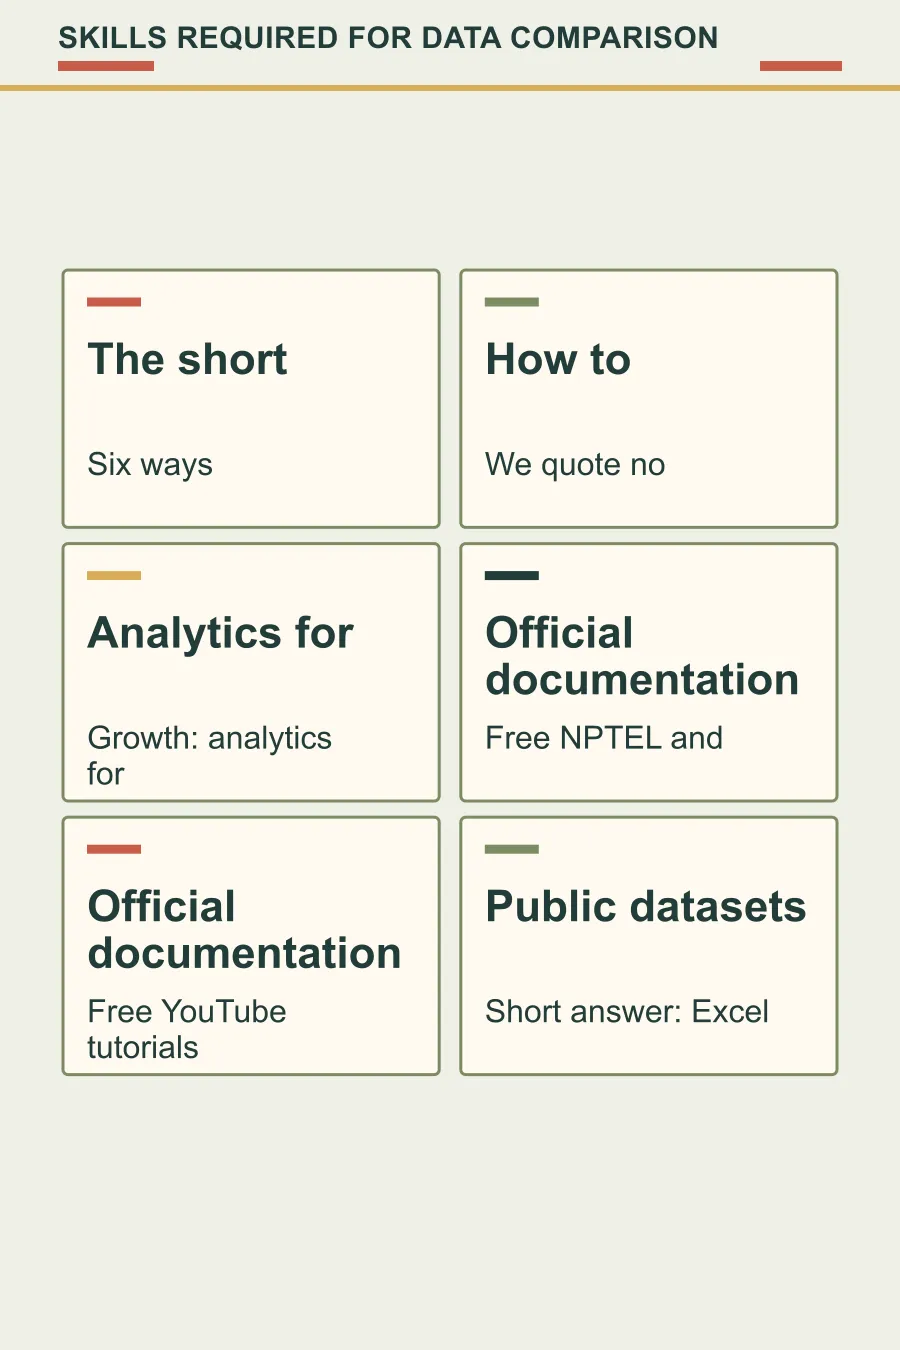 SKILLS REQUIRED FOR DATA COMPARISON
The short
Six ways
How to
We quote no
Analytics for
Growth: analytics
for
Official
documentation
Free NPTEL and
Official
documentation
Free YouTube
tutorials
Public datasets
Short answer: Excel